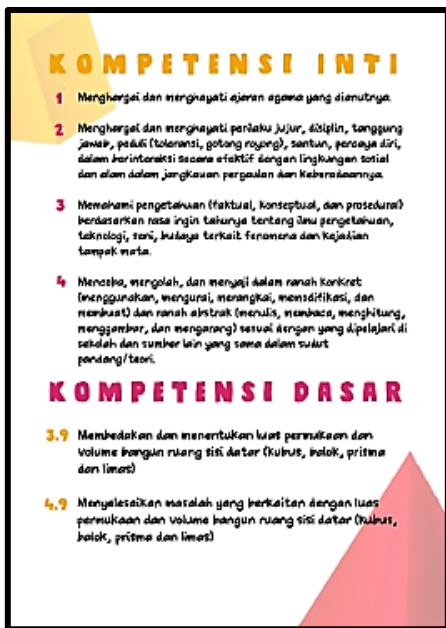 KOMPETENSI INTI
1 Menghargai dan menghayati ajaran agama yang dianutnya.
2 Menghargai dan menghayati perilaku jujur, disiplin, tanggung
jawab, peduli (toleransi, gotong royong), santun, percaya diri,
dalam berinteraksi secara efektif dengan lingkungan sosial
dan alam dalam jangkauan pergaulan dan keberadaannya.
3 Memahami pengetahuan (faktual, konseptual, dan prosedural)
berdasarkan rasa ingin tahunya tentang ilmu pengetahuan,
teknologi, seni, budaya terkait fenomena dan kejadian
tampak mata.
4 Mencoba, mengolah, dan menyaji dalam ranah konkret
(menggunakan, mengurai, merangkai, memodifikasi, dan
membuat) dan ranah abstrak (menulis, membaca, menghitung,
menggambar, dan mengarang) sesuai dengan yang dipelajari di
sekolah dan sumber lain yang sama dalam sudut
pandang/teori.
KOMPETENSI DASAR
3.9 Membedakan dan menentukan luas permukaan dan
volume bangun ruang sisi datar (kubus, balok, prisma
dan limas)
4.9 Menyelesaikan masalah yang berkaitan dengan luas
permukaan dan volume bangun ruang sisi datar (kubus,
balok, prisma dan limas)